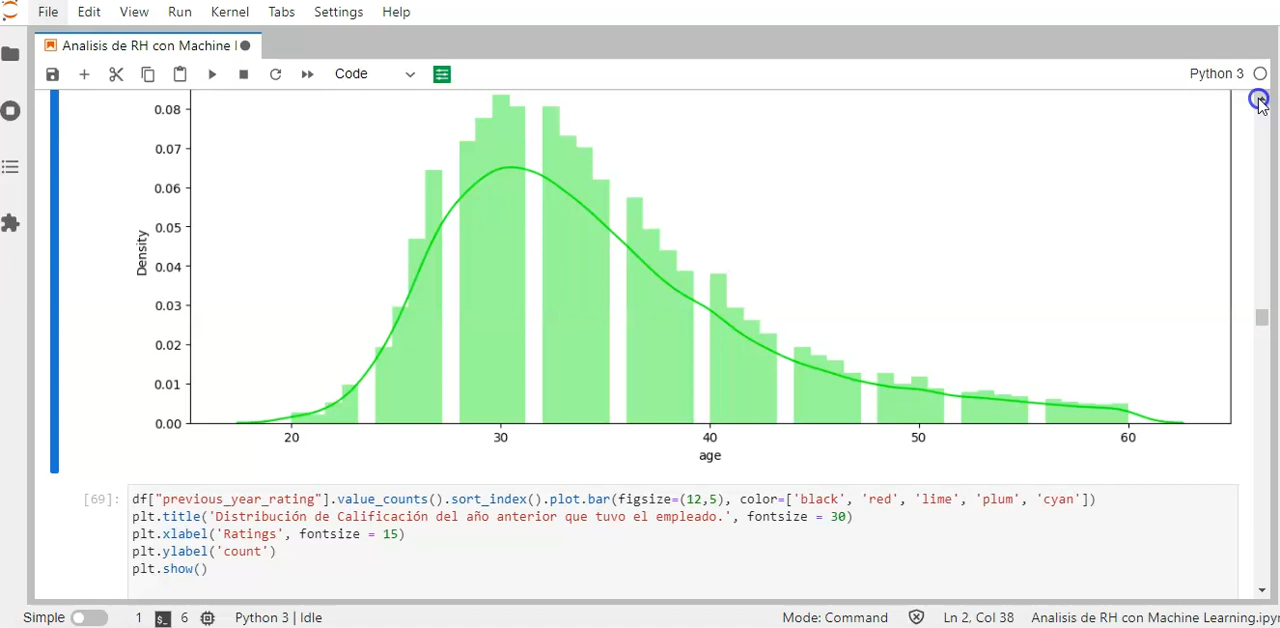 File Edit View Run Kernel Tabs Settings Help
Analisis de RH con Machine
Code Python 3
0.08
0.07
0.06
0.05
0.04
0.03
0.02
0.01
0.00
Density
20 30 40 50 60
age
[69]: df["previous_year_rating"].value_counts().sort_index().plot.bar(figsize=(12,5), color=['black', 'red', 'lime', 'plum', 'cyan'])
plt.title('Distribución de Calificación del año anterior que tuvo el empleado.', fontsize = 30)
plt.xlabel('Ratings', fontsize = 15)
plt.ylabel('count')
plt.show()
Simple 1 $_ 6 Python 3 | Idle Mode: Command Ln 2, Col 38 Analisis de RH con Machine Learning.ipyn